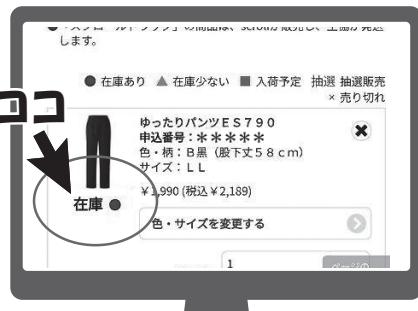 します。
● 在庫あり ▲ 在庫少ない ■ 入荷予定 抽選 抽選販売
× 売り切れ
ココ
ゆったりパンツES790
申込番号:＊＊＊＊＊
色・柄:B黒(股下丈58cm)
サイズ:LL
¥1,990 (税込¥2,189)
在庫 ●
色・サイズを変更する
1
ページの